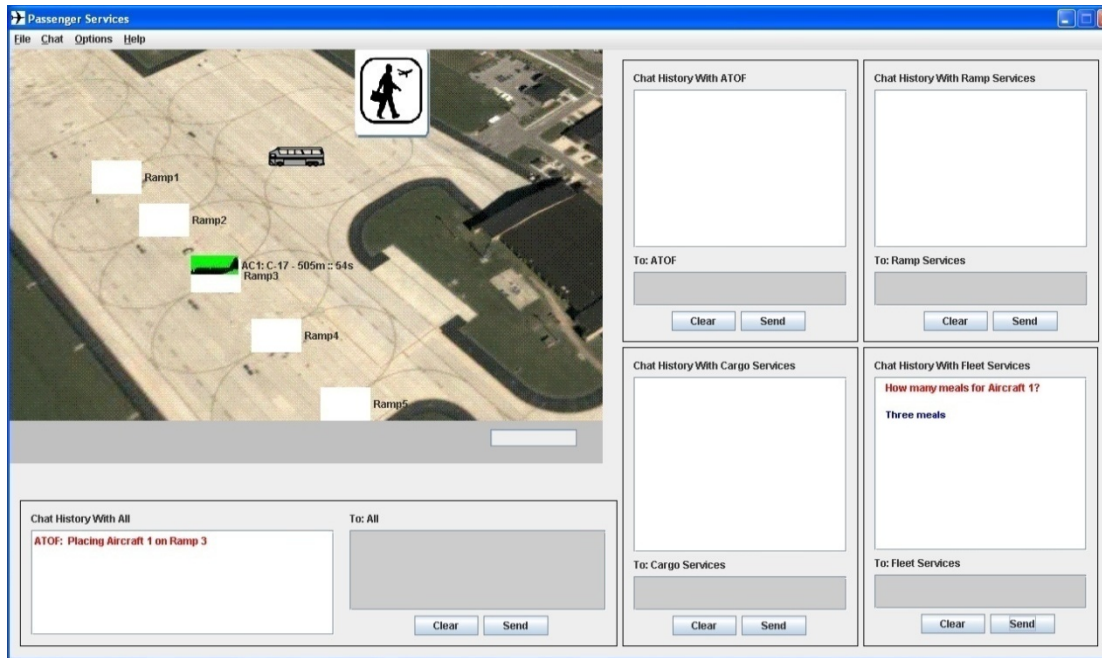 Passenger Services
File Chat Options Help
Ramp1
Ramp2
AC1: C-17 - 505m :: 54s
Ramp3
Ramp4
Ramp5
Chat History With ATOF
To: ATOF
Clear Send
Chat History With Ramp Services
To: Ramp Services
Clear Send
Chat History With Cargo Services
To: Cargo Services
Clear Send
Chat History With Fleet Services
How many meals for Aircraft 1?
Three meals
To: Fleet Services
Clear Send
Chat History With All
ATOF: Placing Aircraft 1 on Ramp 3
To: All
Clear Send